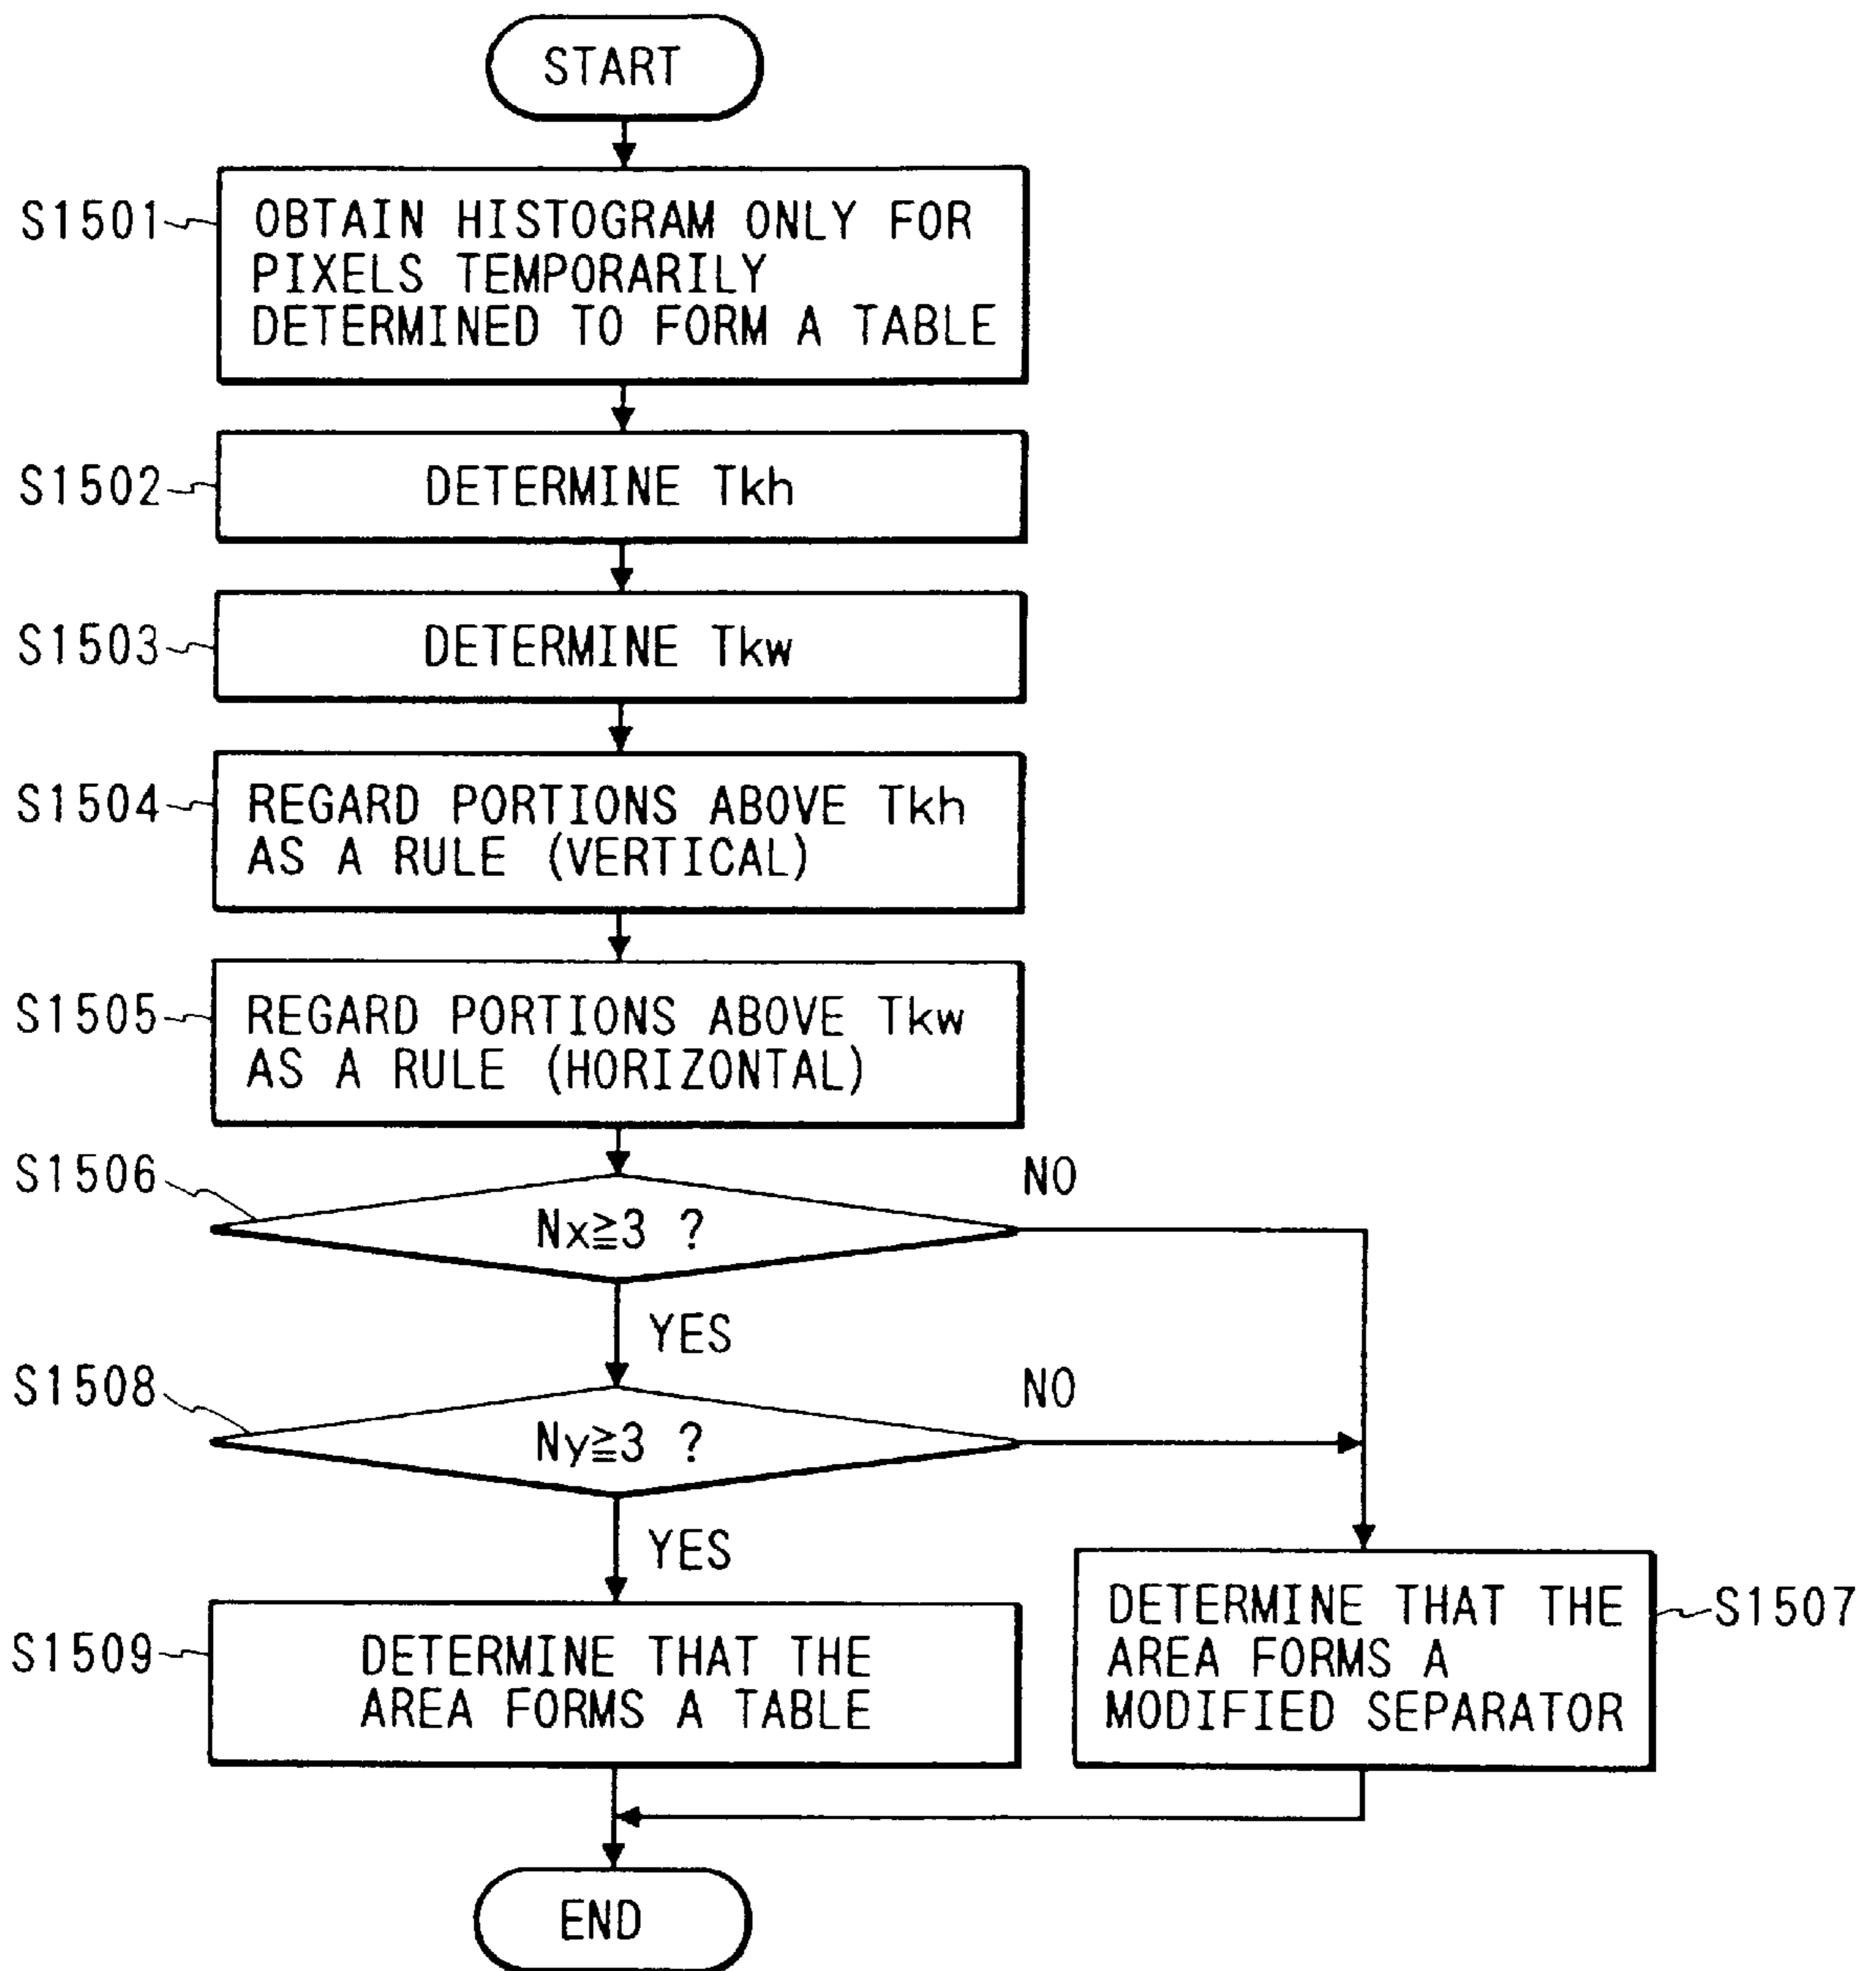 START
S1501
OBTAIN HISTOGRAM ONLY FOR
PIXELS TEMPORARILY
DETERMINED TO FORM A TABLE
S1502
DETERMINE Tkh
S1503
DETERMINE Tkw
S1504
REGARD PORTIONS ABOVE Tkh
AS A RULE (VERTICAL)
S1505
REGARD PORTIONS ABOVE Tkw
AS A RULE (HORIZONTAL)
S1506
Nx≧3 ?
NO
YES
S1508
Ny≧3 ?
NO
YES
S1509
DETERMINE THAT THE
AREA FORMS A TABLE
DETERMINE THAT THE
AREA FORMS A
MODIFIED SEPARATOR
S1507
END